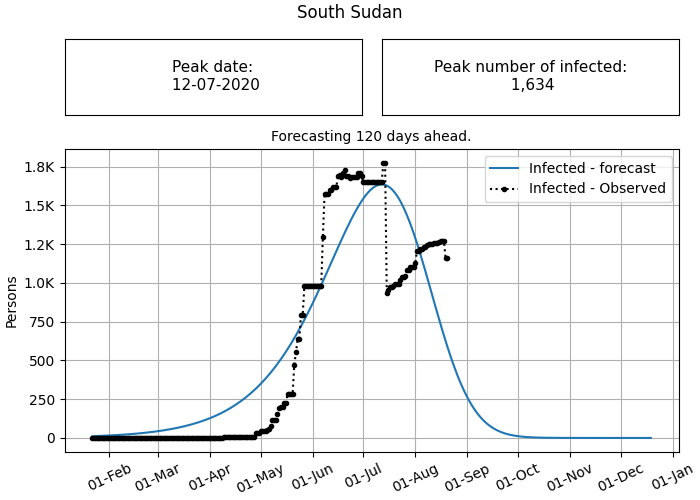 South Sudan
Peak date:
12-07-2020
Peak number of infected:
1,634
Forecasting 120 days ahead.
Infected - forecast
Infected - Observed
Persons
1.8K
1.5K
1.2K
1.0K
750
500
250
0
01-Feb 01-Mar 01-Apr 01-May 01-Jun 01-Jul 01-Aug 01-Sep 01-Oct 01-Nov 01-Dec 01-Jan